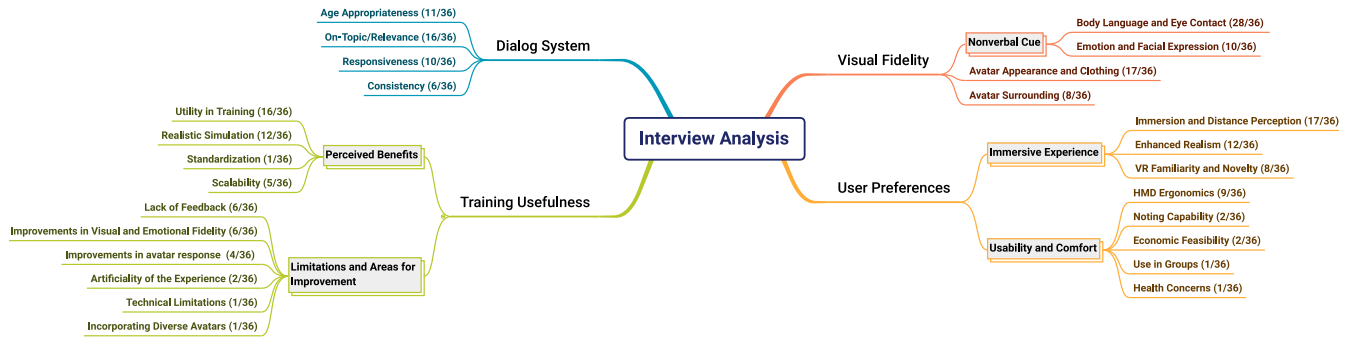 Interview Analysis
Dialog System
Age Appropriateness (11/36)
On-Topic/Relevance (16/36)
Responsiveness (10/36)
Consistency (6/36)
Training Usefulness
Perceived Benefits
Utility in Training (16/36)
Realistic Simulation (12/36)
Standardization (1/36)
Scalability (5/36)
Limitations and Areas for
Improvement
Lack of Feedback (6/36)
Improvements in Visual and Emotional Fidelity (6/36)
Improvements in avatar response (4/36)
Artificiality of the Experience (2/36)
Technical Limitations (1/36)
Incorporating Diverse Avatars (1/36)
Visual Fidelity
Nonverbal Cue
Body Language and Eye Contact (28/36)
Emotion and Facial Expression (10/36)
Avatar Appearance and Clothing (17/36)
Avatar Surrounding (8/36)
User Preferences
Immersive Experience
Immersion and Distance Perception (17/36)
Enhanced Realism (12/36)
VR Familiarity and Novelty (8/36)
Usability and Comfort
HMD Ergonomics (9/36)
Noting Capability (2/36)
Economic Feasibility (2/36)
Use in Groups (1/36)
Health Concerns (1/36)